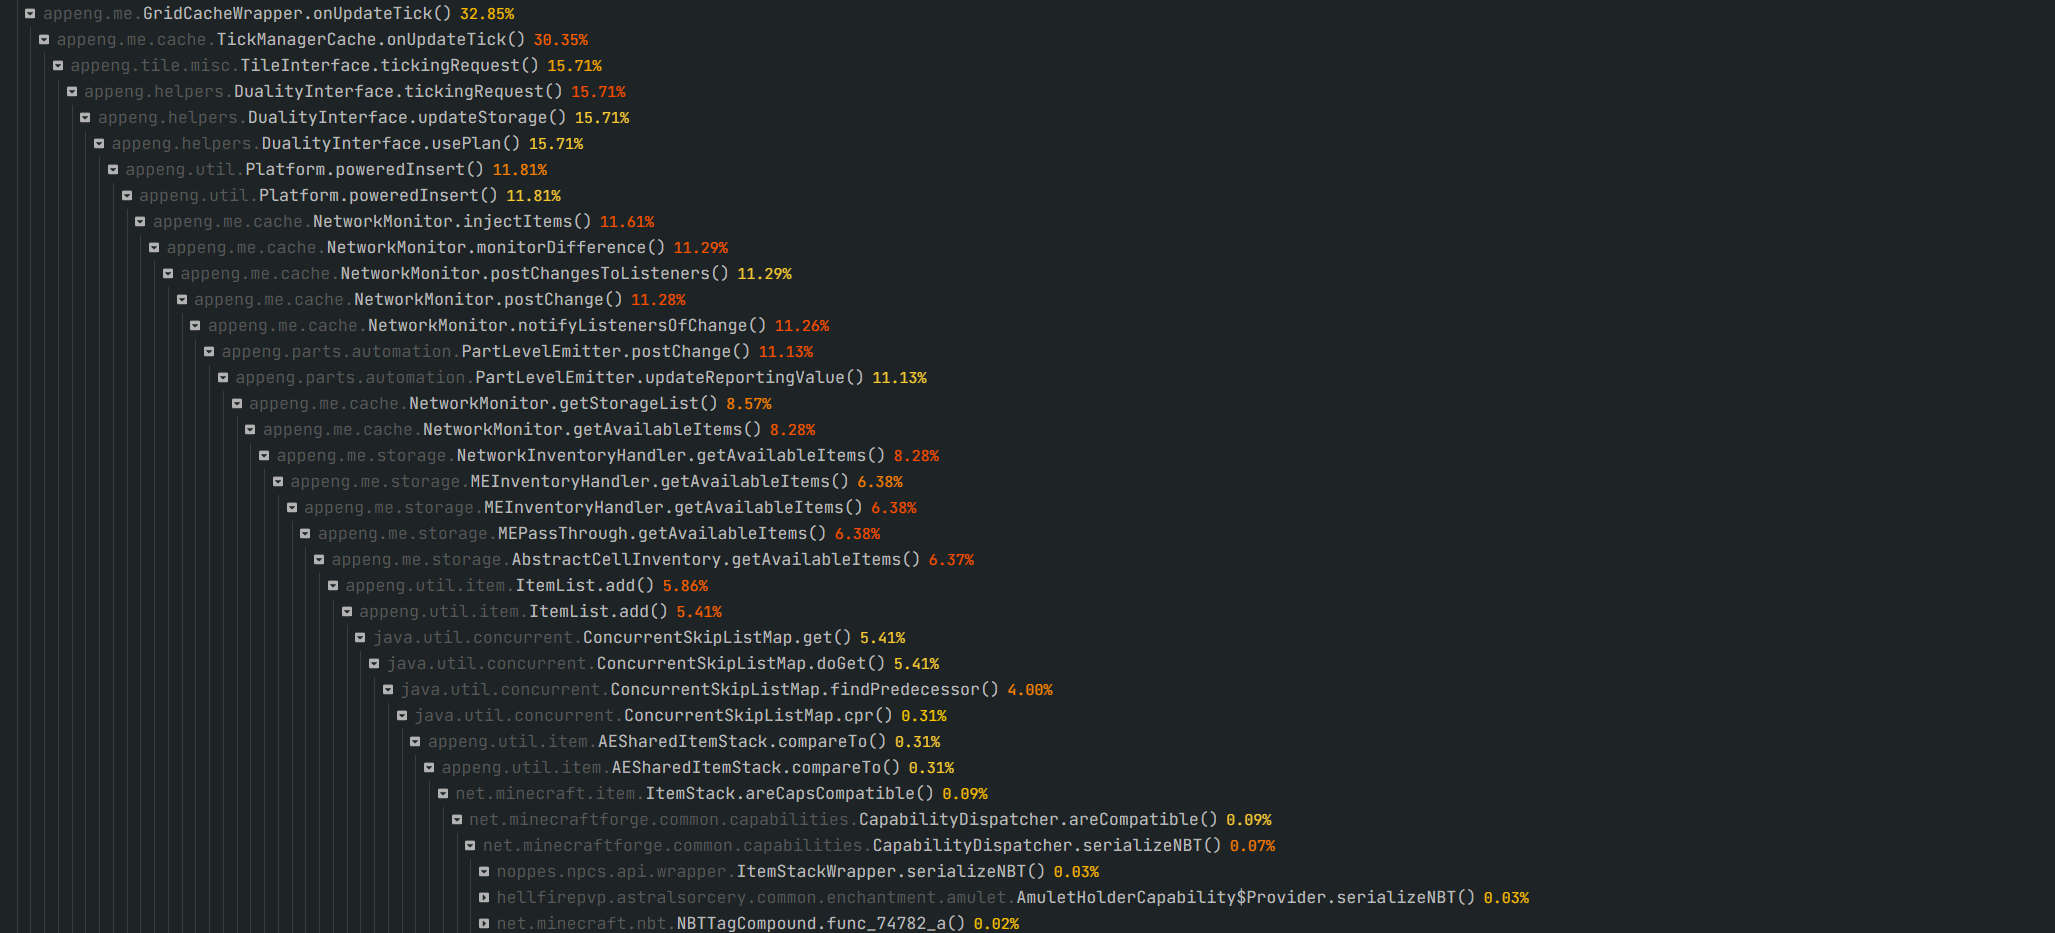 appeng.me.GridCacheWrapper.onUpdateTick() 32.85%
appeng.me.cache.TickManagerCache.onUpdateTick() 30.35%
appeng.tile.misc.TileInterface.tickingRequest() 15.71%
appeng.helpers.DualityInterface.tickingRequest() 15.71%
appeng.helpers.DualityInterface.updateStorage() 15.71%
appeng.helpers.DualityInterface.usePlan() 15.71%
appeng.util.Platform.poweredInsert() 11.81%
appeng.util.Platform.poweredInsert() 11.81%
appeng.me.cache.NetworkMonitor.injectItems() 11.61%
appeng.me.cache.NetworkMonitor.monitorDifference() 11.29%
appeng.me.cache.NetworkMonitor.postChangesToListeners() 11.29%
appeng.me.cache.NetworkMonitor.postChange() 11.28%
appeng.me.cache.NetworkMonitor.notifyListenersOfChange() 11.26%
appeng.parts.automation.PartLevelEmitter.postChange() 11.13%
appeng.parts.automation.PartLevelEmitter.updateReportingValue() 11.13%
appeng.me.cache.NetworkMonitor.getStorageList() 8.57%
appeng.me.cache.NetworkMonitor.getAvailableItems() 8.28%
appeng.me.storage.NetworkInventoryHandler.getAvailableItems() 8.28%
appeng.me.storage.MEInventoryHandler.getAvailableItems() 6.38%
appeng.me.storage.MEInventoryHandler.getAvailableItems() 6.38%
appeng.me.storage.MEPassThrough.getAvailableItems() 6.38%
appeng.me.storage.AbstractCellInventory.getAvailableItems() 6.37%
appeng.util.item.ItemList.add() 5.86%
appeng.util.item.ItemList.add() 5.41%
java.util.concurrent.ConcurrentSkipListMap.get() 5.41%
java.util.concurrent.ConcurrentSkipListMap.doGet() 5.41%
java.util.concurrent.ConcurrentSkipListMap.findPredecessor() 4.00%
java.util.concurrent.ConcurrentSkipListMap.cpr() 0.31%
appeng.util.item.AESharedItemStack.compareTo() 0.31%
appeng.util.item.AESharedItemStack.compareTo() 0.31%
net.minecraft.item.ItemStack.areCapsCompatible() 0.09%
net.minecraftforge.common.capabilities.CapabilityDispatcher.areCompatible() 0.09%
net.minecraftforge.common.capabilities.CapabilityDispatcher.serializeNBT() 0.07%
noppes.npcs.api.wrapper.ItemStackWrapper.serializeNBT() 0.03%
hellfirepvp.astralsorcery.common.enchantment.amulet.AmuletHolderCapability$Provider.serializeNBT() 0.03%
net.minecraft.nbt.NBTTagCompound.func_74782_a() 0.02%